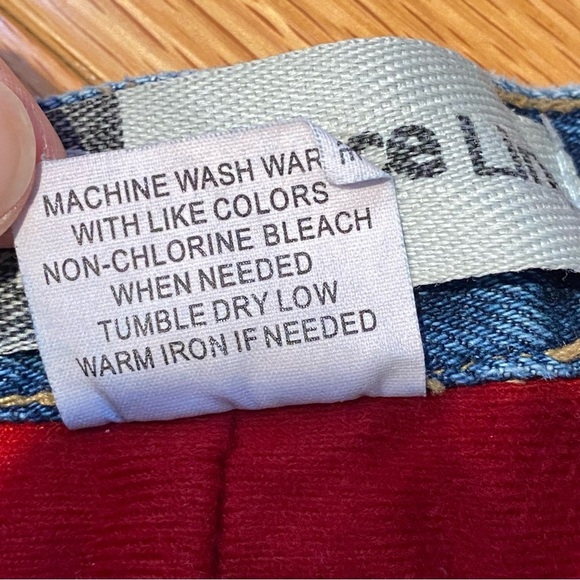 MACHINE WASH WAR
WITH LIKE COLORS
NON-CHLORINE BLEACH
WHEN NEEDED
TUMBLE DRY LOW
WARM IRON IF NEEDED